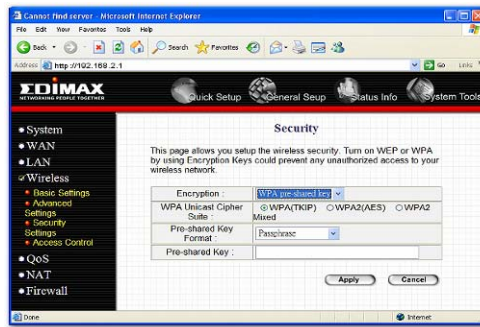 Cannot find server - Microsoft Internet Explorer
File Edit View Favorites Tools Help
Back Search Favorites
Address http://192.168.2.1 Go Links
EDIMAX
NETWORKING PEOPLE TOGETHER
Quick Setup General Seup Status Info System Tools
System
WAN
LAN
Wireless
Basic Settings
Advanced
Settings
Security
Settings
Access Control
QoS
NAT
Firewall
Security
This page allows you setup the wireless security. Turn on WEP or WPA
by using Encryption Keys could prevent any unauthorized access to your
wireless network.
Encryption : WPA pre-shared key
WPA Unicast Cipher Suite : WPA(TKIP) WPA2(AES) WPA2 Mixed
Pre-shared Key Format : Passphrase
Pre-shared Key :
Apply Cancel
Done Internet